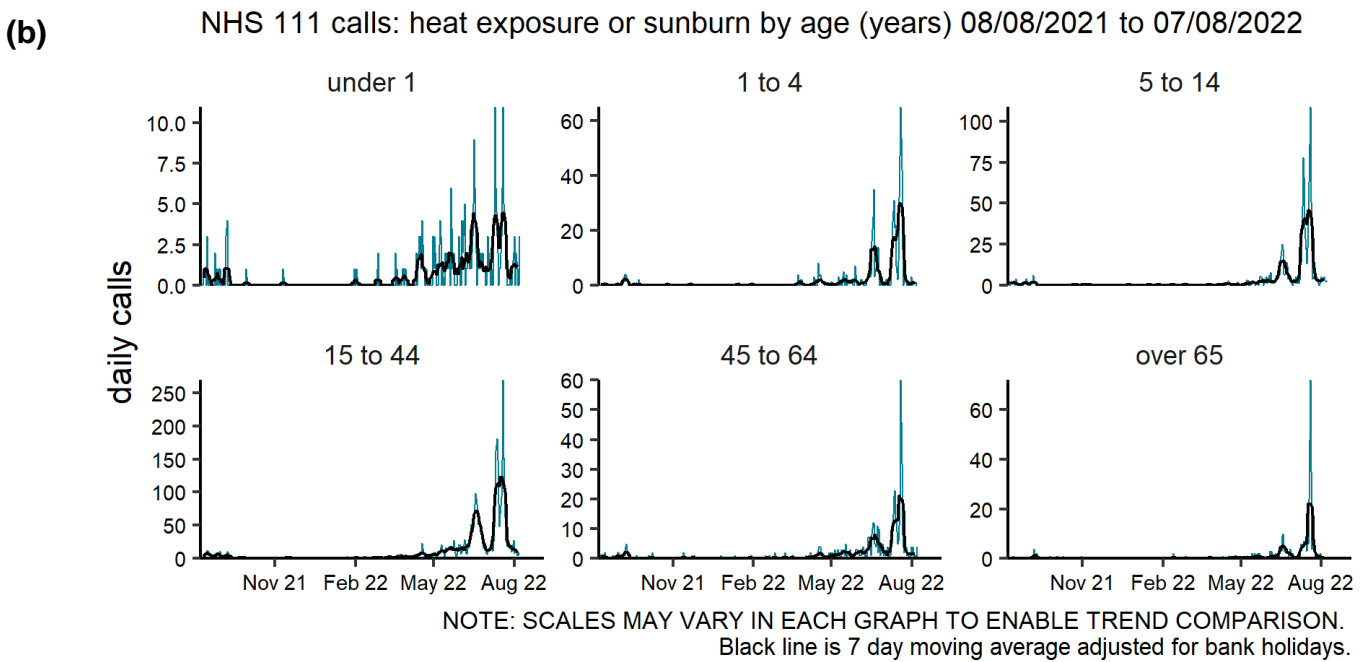 (b)
NHS 111 calls: heat exposure or sunburn by age (years) 08/08/2021 to 07/08/2022
under 1
1 to 4
5 to 14
10.0
7.5
5.0
2.5
0.0
60
40
20
0
100
75
50
25
0
daily calls
15 to 44
45 to 64
over 65
250
200
150
100
50
0
60
50
40
30
20
10
0
60
40
20
0
Nov 21 Feb 22 May 22 Aug 22
Nov 21 Feb 22 May 22 Aug 22
Nov 21 Feb 22 May 22 Aug 22
NOTE: SCALES MAY VARY IN EACH GRAPH TO ENABLE TREND COMPARISON.
Black line is 7 day moving average adjusted for bank holidays.